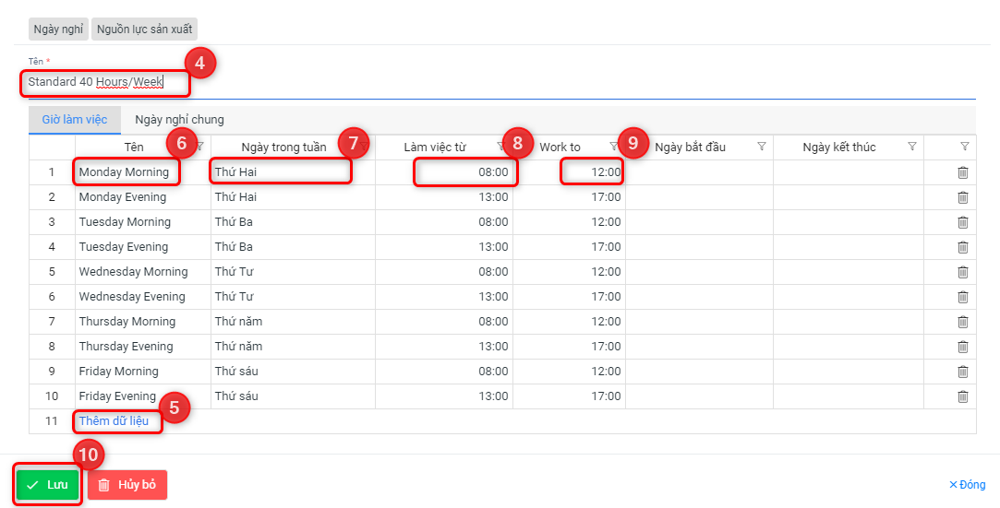 Ngày nghỉ Nguồn lực sản xuất
4
Tên *
Standard 40 Hours/Week
Giờ làm việc Ngày nghỉ chung
Tên 6 Ngày trong tuần 7 Làm việc từ 8 Work to 9 Ngày bắt đầu Ngày kết thúc
1 Monday Morning Thứ Hai 08:00 12:00
2 Monday Evening Thứ Hai 13:00 17:00
3 Tuesday Morning Thứ Ba 08:00 12:00
4 Tuesday Evening Thứ Ba 13:00 17:00
5 Wednesday Morning Thứ Tư 08:00 12:00
6 Wednesday Evening Thứ Tư 13:00 17:00
7 Thursday Morning Thứ năm 08:00 12:00
8 Thursday Evening Thứ năm 13:00 17:00
9 Friday Morning Thứ sáu 08:00 12:00
10 Friday Evening Thứ sáu 13:00 17:00
5
11 Thêm dữ liệu
10
Lưu Hủy bỏ Đóng